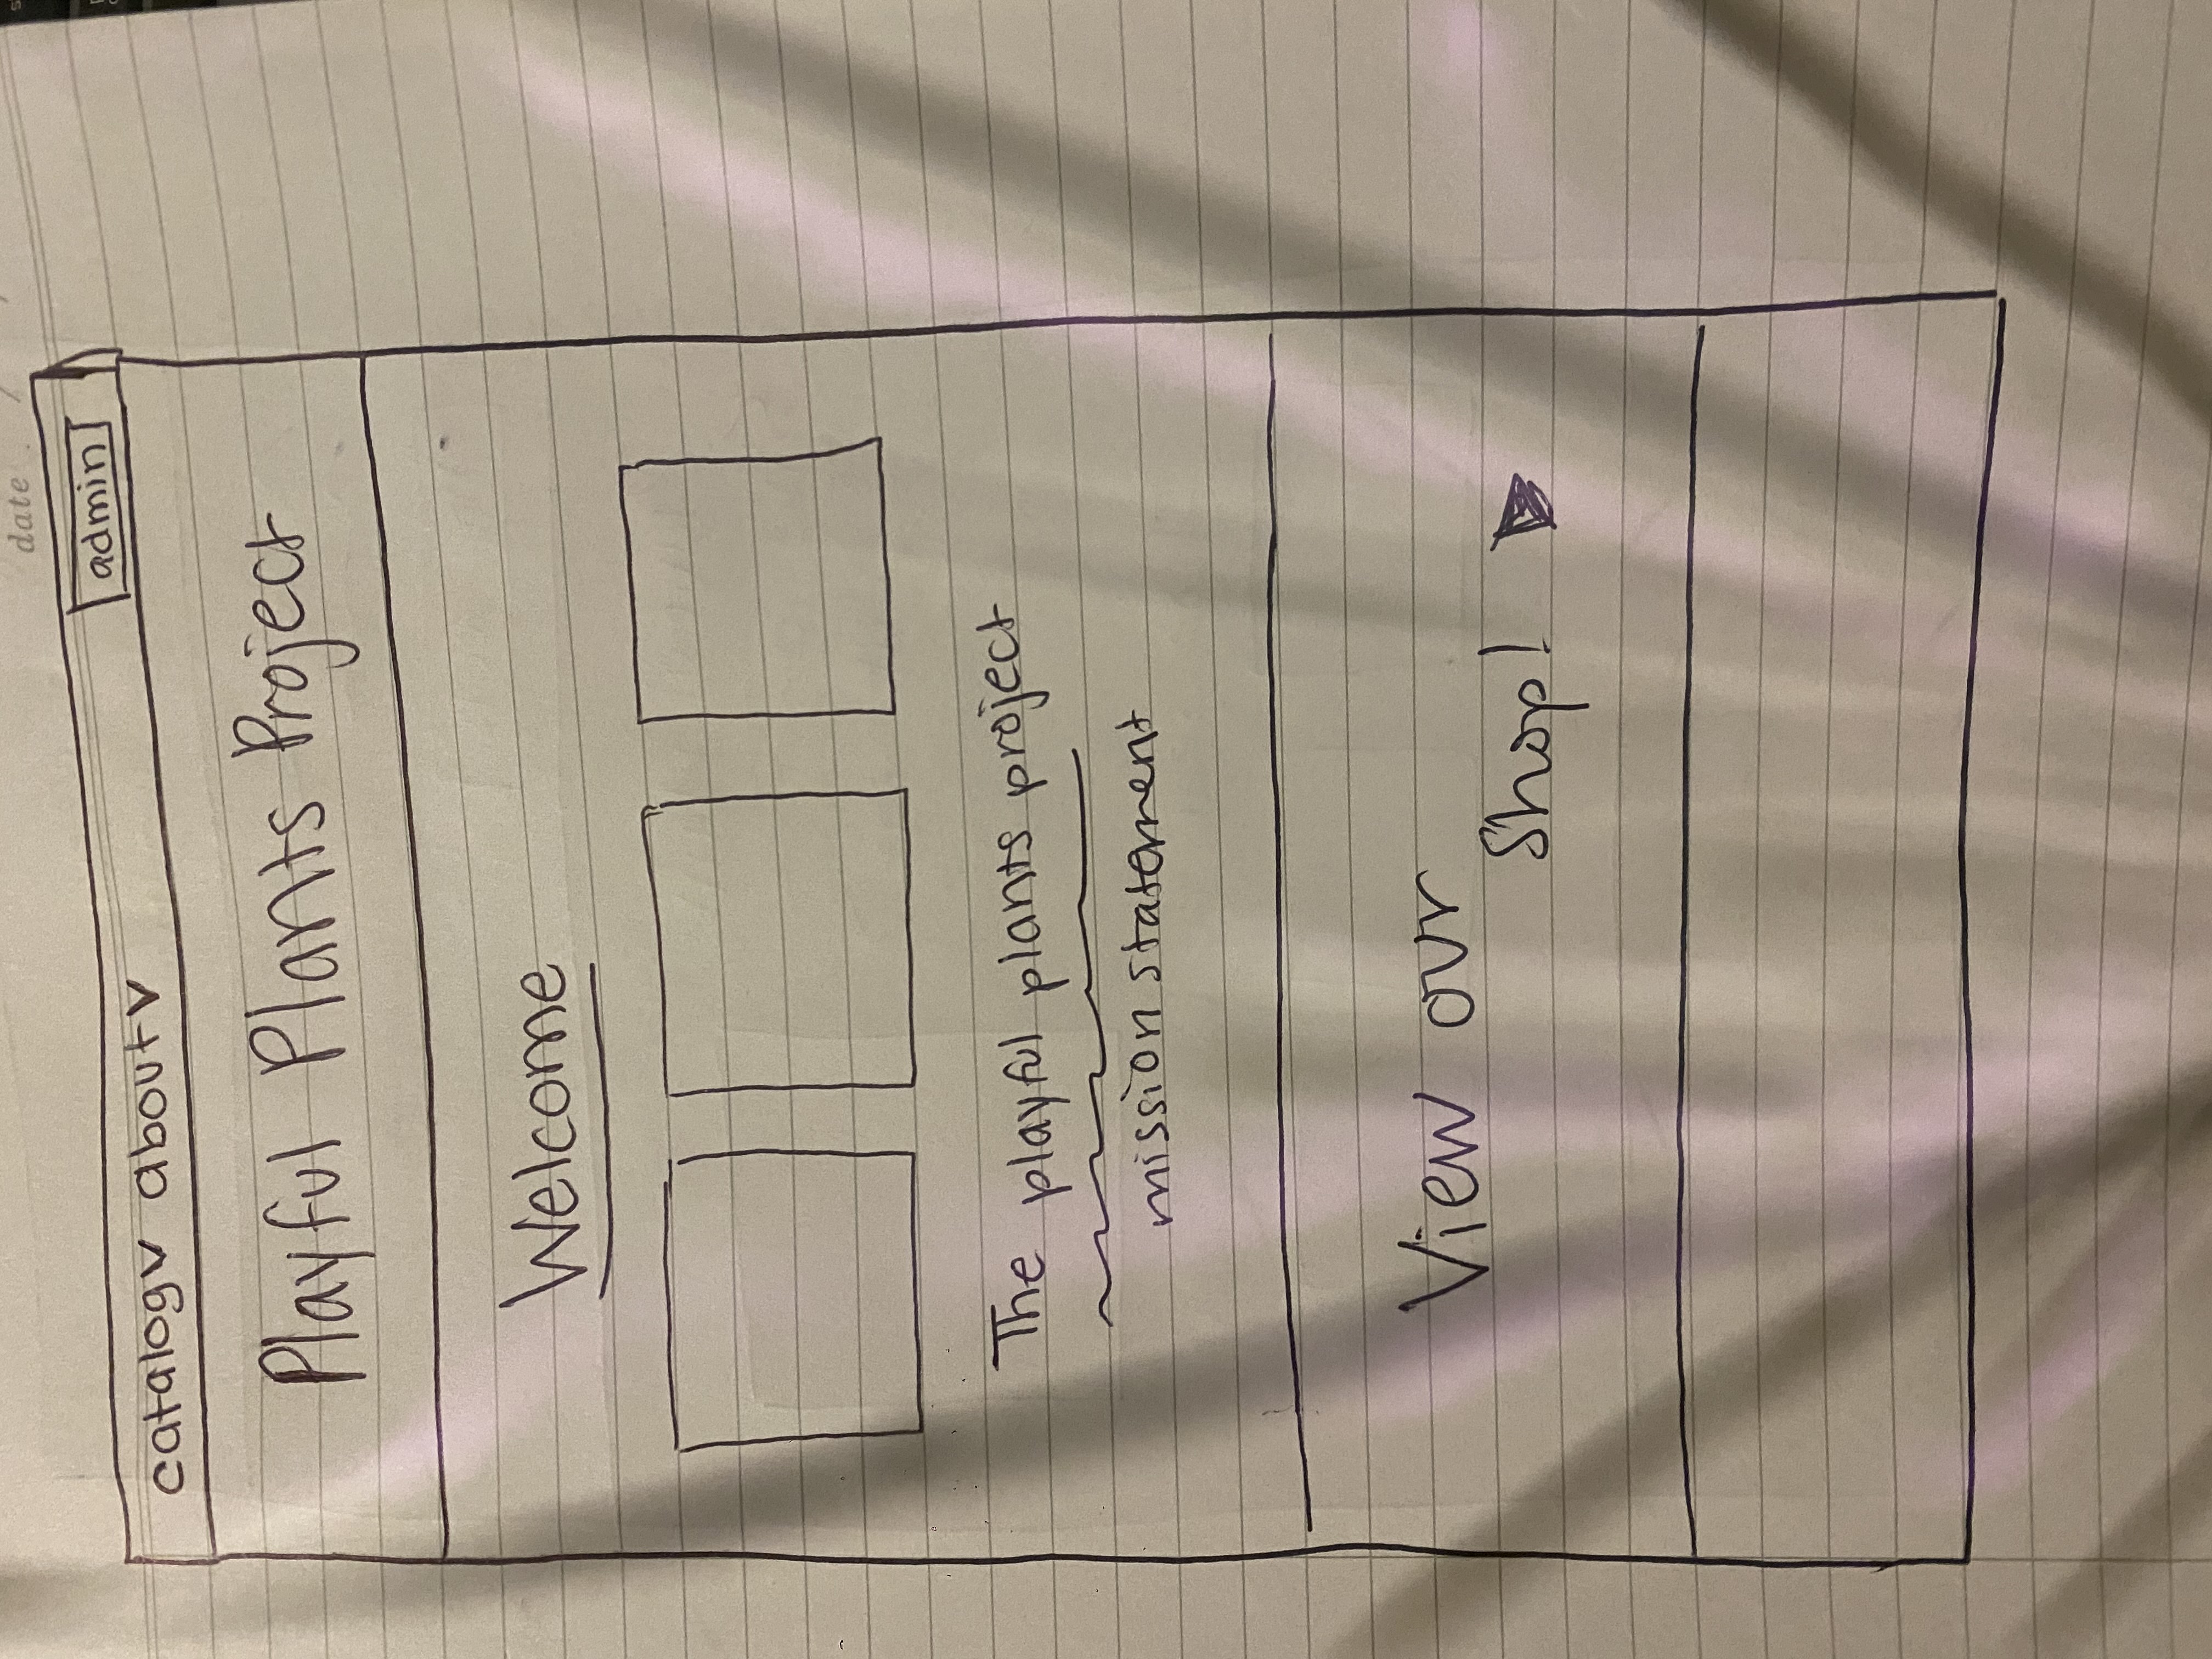 date . /
catalog v about v admin
Playful Plants Project
Welcome
The playful plants project
mission statement
View our
Shop!